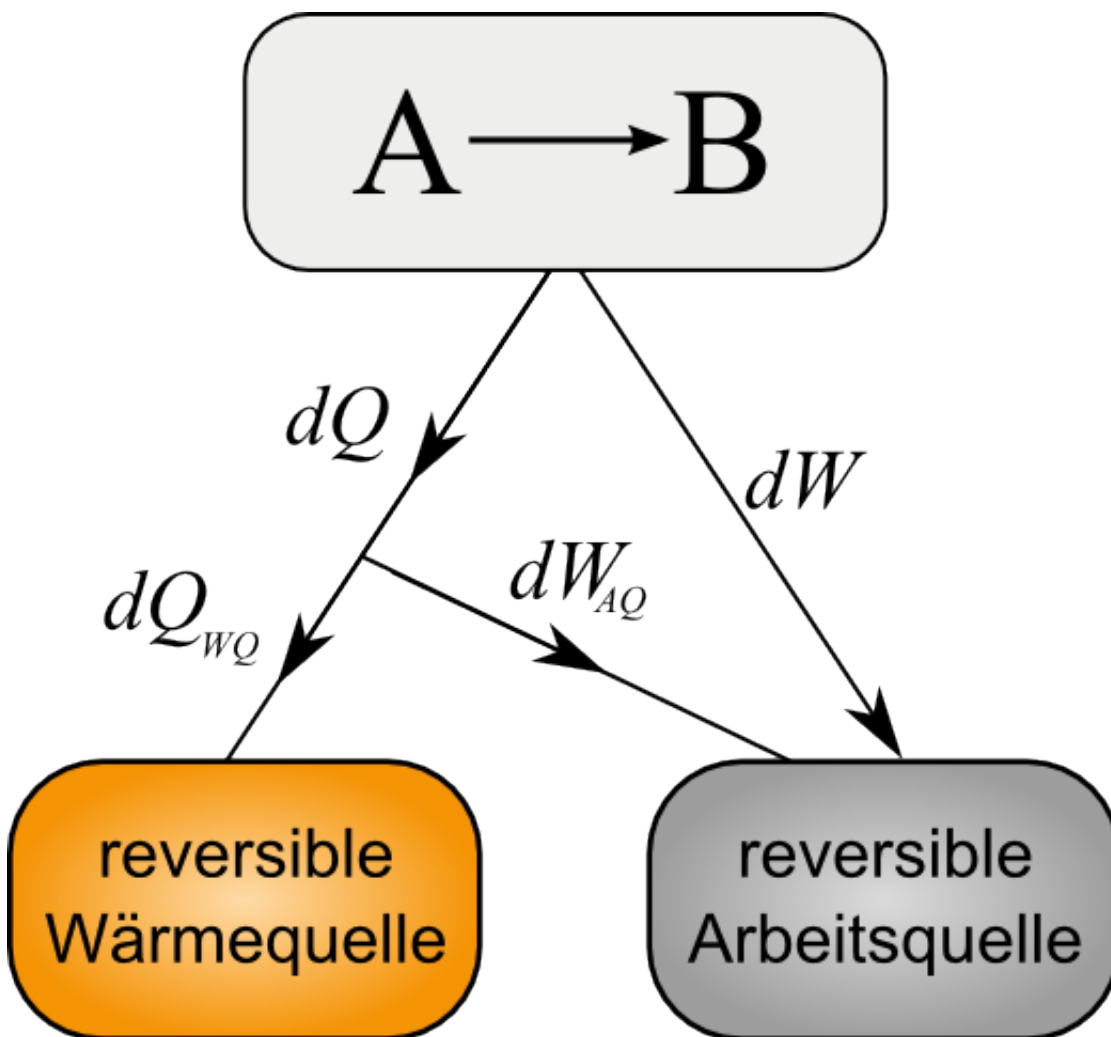 A → B
dQ
dW
dW_AQ
dQ_WQ
reversible
Wärmequelle
reversible
Arbeitsquelle